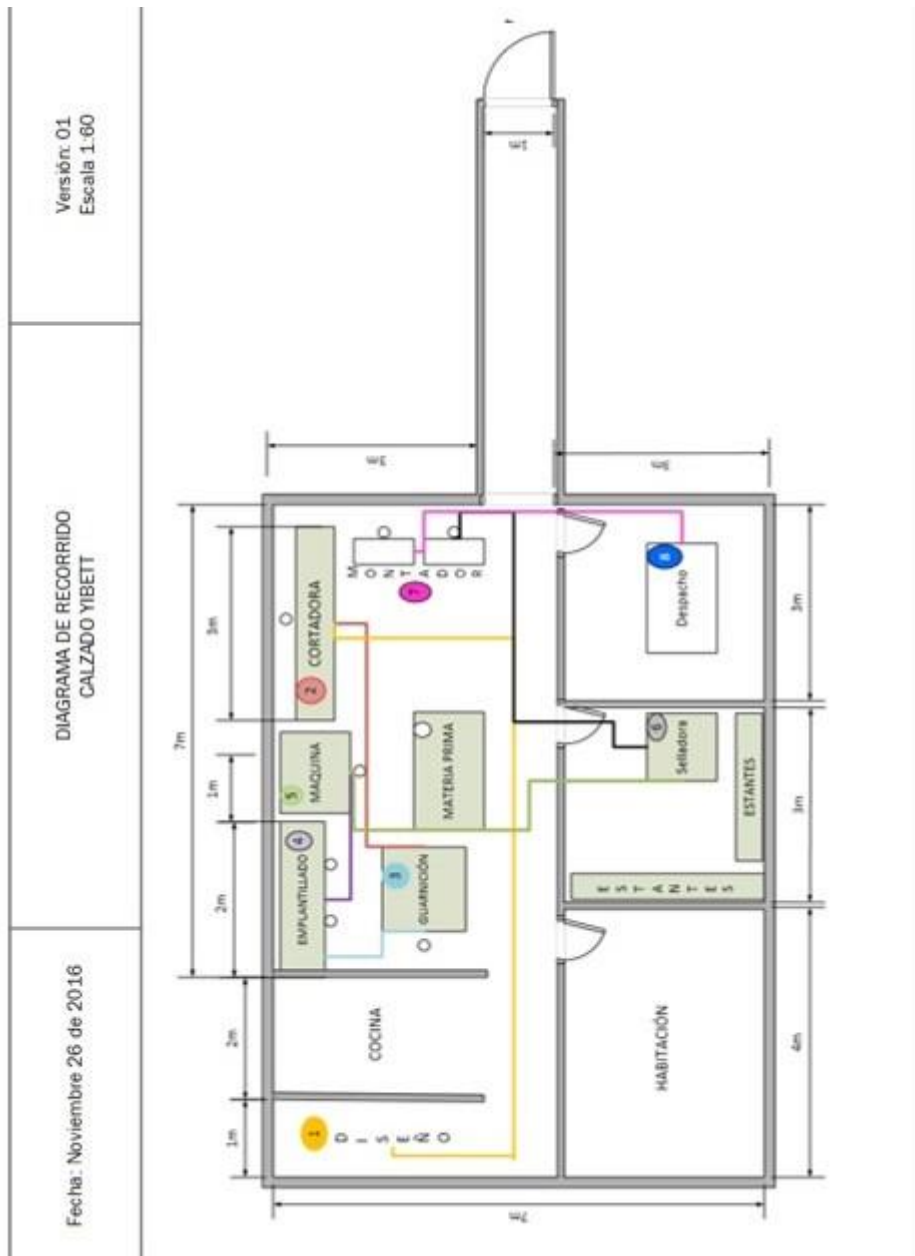 Fecha: Noviembre 26 de 2016
DIAGRAMA DE RECORRIDO
CALZADO YIBETT
Versión: 01
Escala 1:60
7m
1m
2m
2m
1m
3m
1
DISEÑO
COCINA
EMPLANTILLADO
4
5
MAQUINA
2
CORTADORA
3
GUARNICIÓN
MATERIA PRIMA
7
MONTADOR
HABITACIÓN
ESTANTES
ESTANTES
6
Selladora
8
Despacho
4m
3m
3m